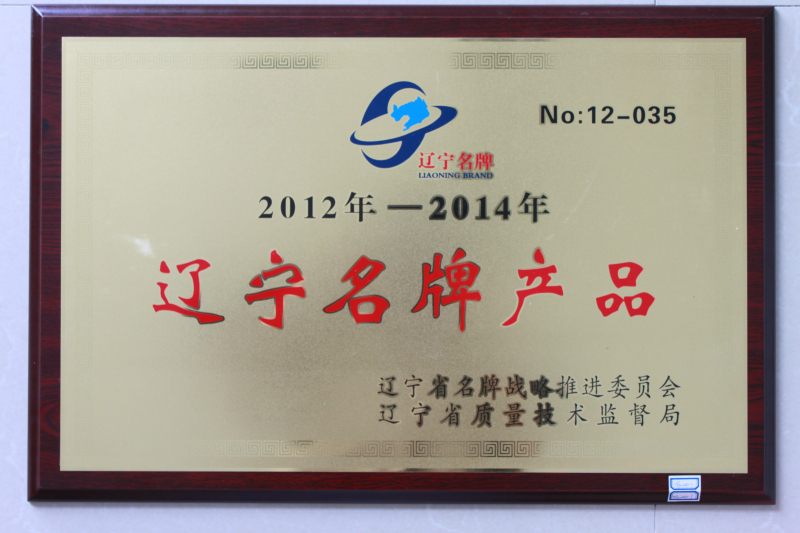 No:12-035
辽宁名牌
LIAONING BRAND
2012年—2014年
辽宁名牌产品
辽宁省名牌战略推进委员会
辽宁省质量技术监督局